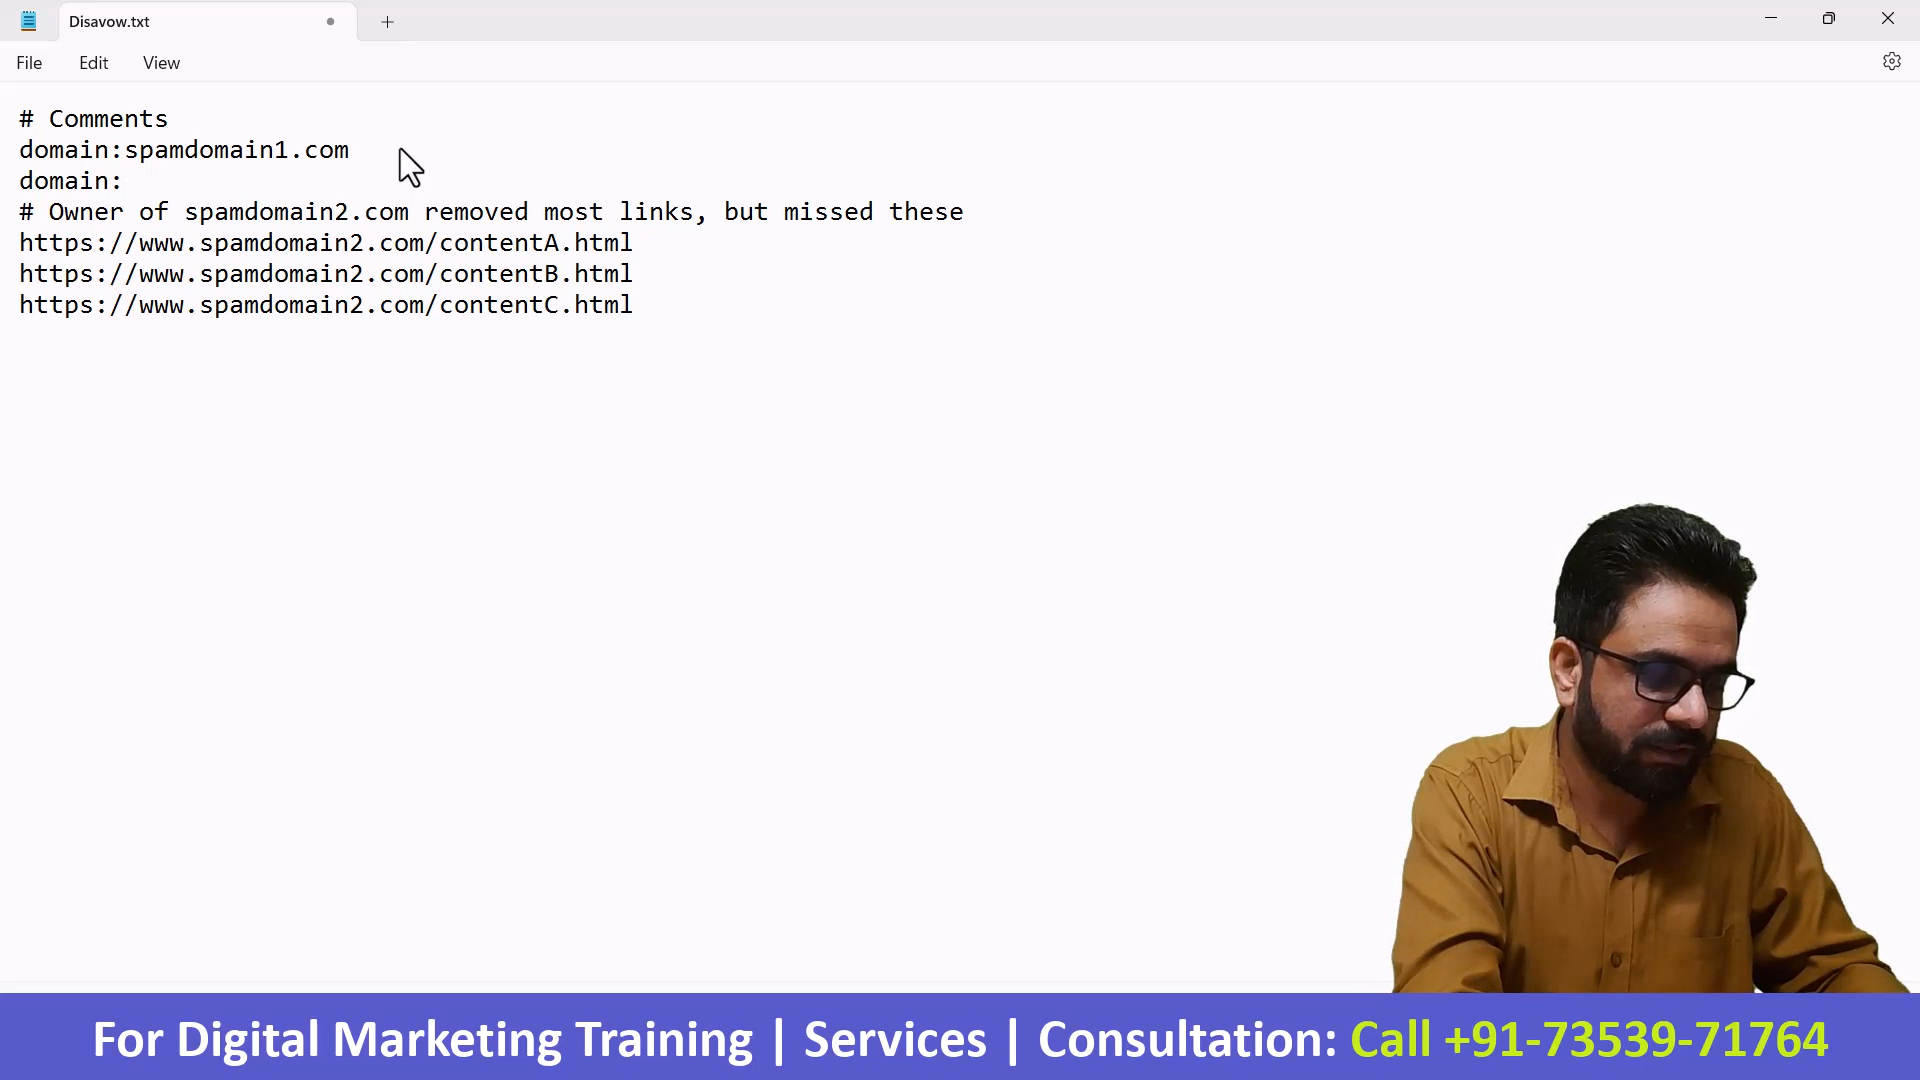 Disavow.txt
File Edit View
# Comments
domain:spamdomain1.com
domain:
# Owner of spamdomain2.com removed most links, but missed these
https://www.spamdomain2.com/contentA.html
https://www.spamdomain2.com/contentB.html
https://www.spamdomain2.com/contentC.html
For Digital Marketing Training | Services | Consultation: Call +91-73539-71764